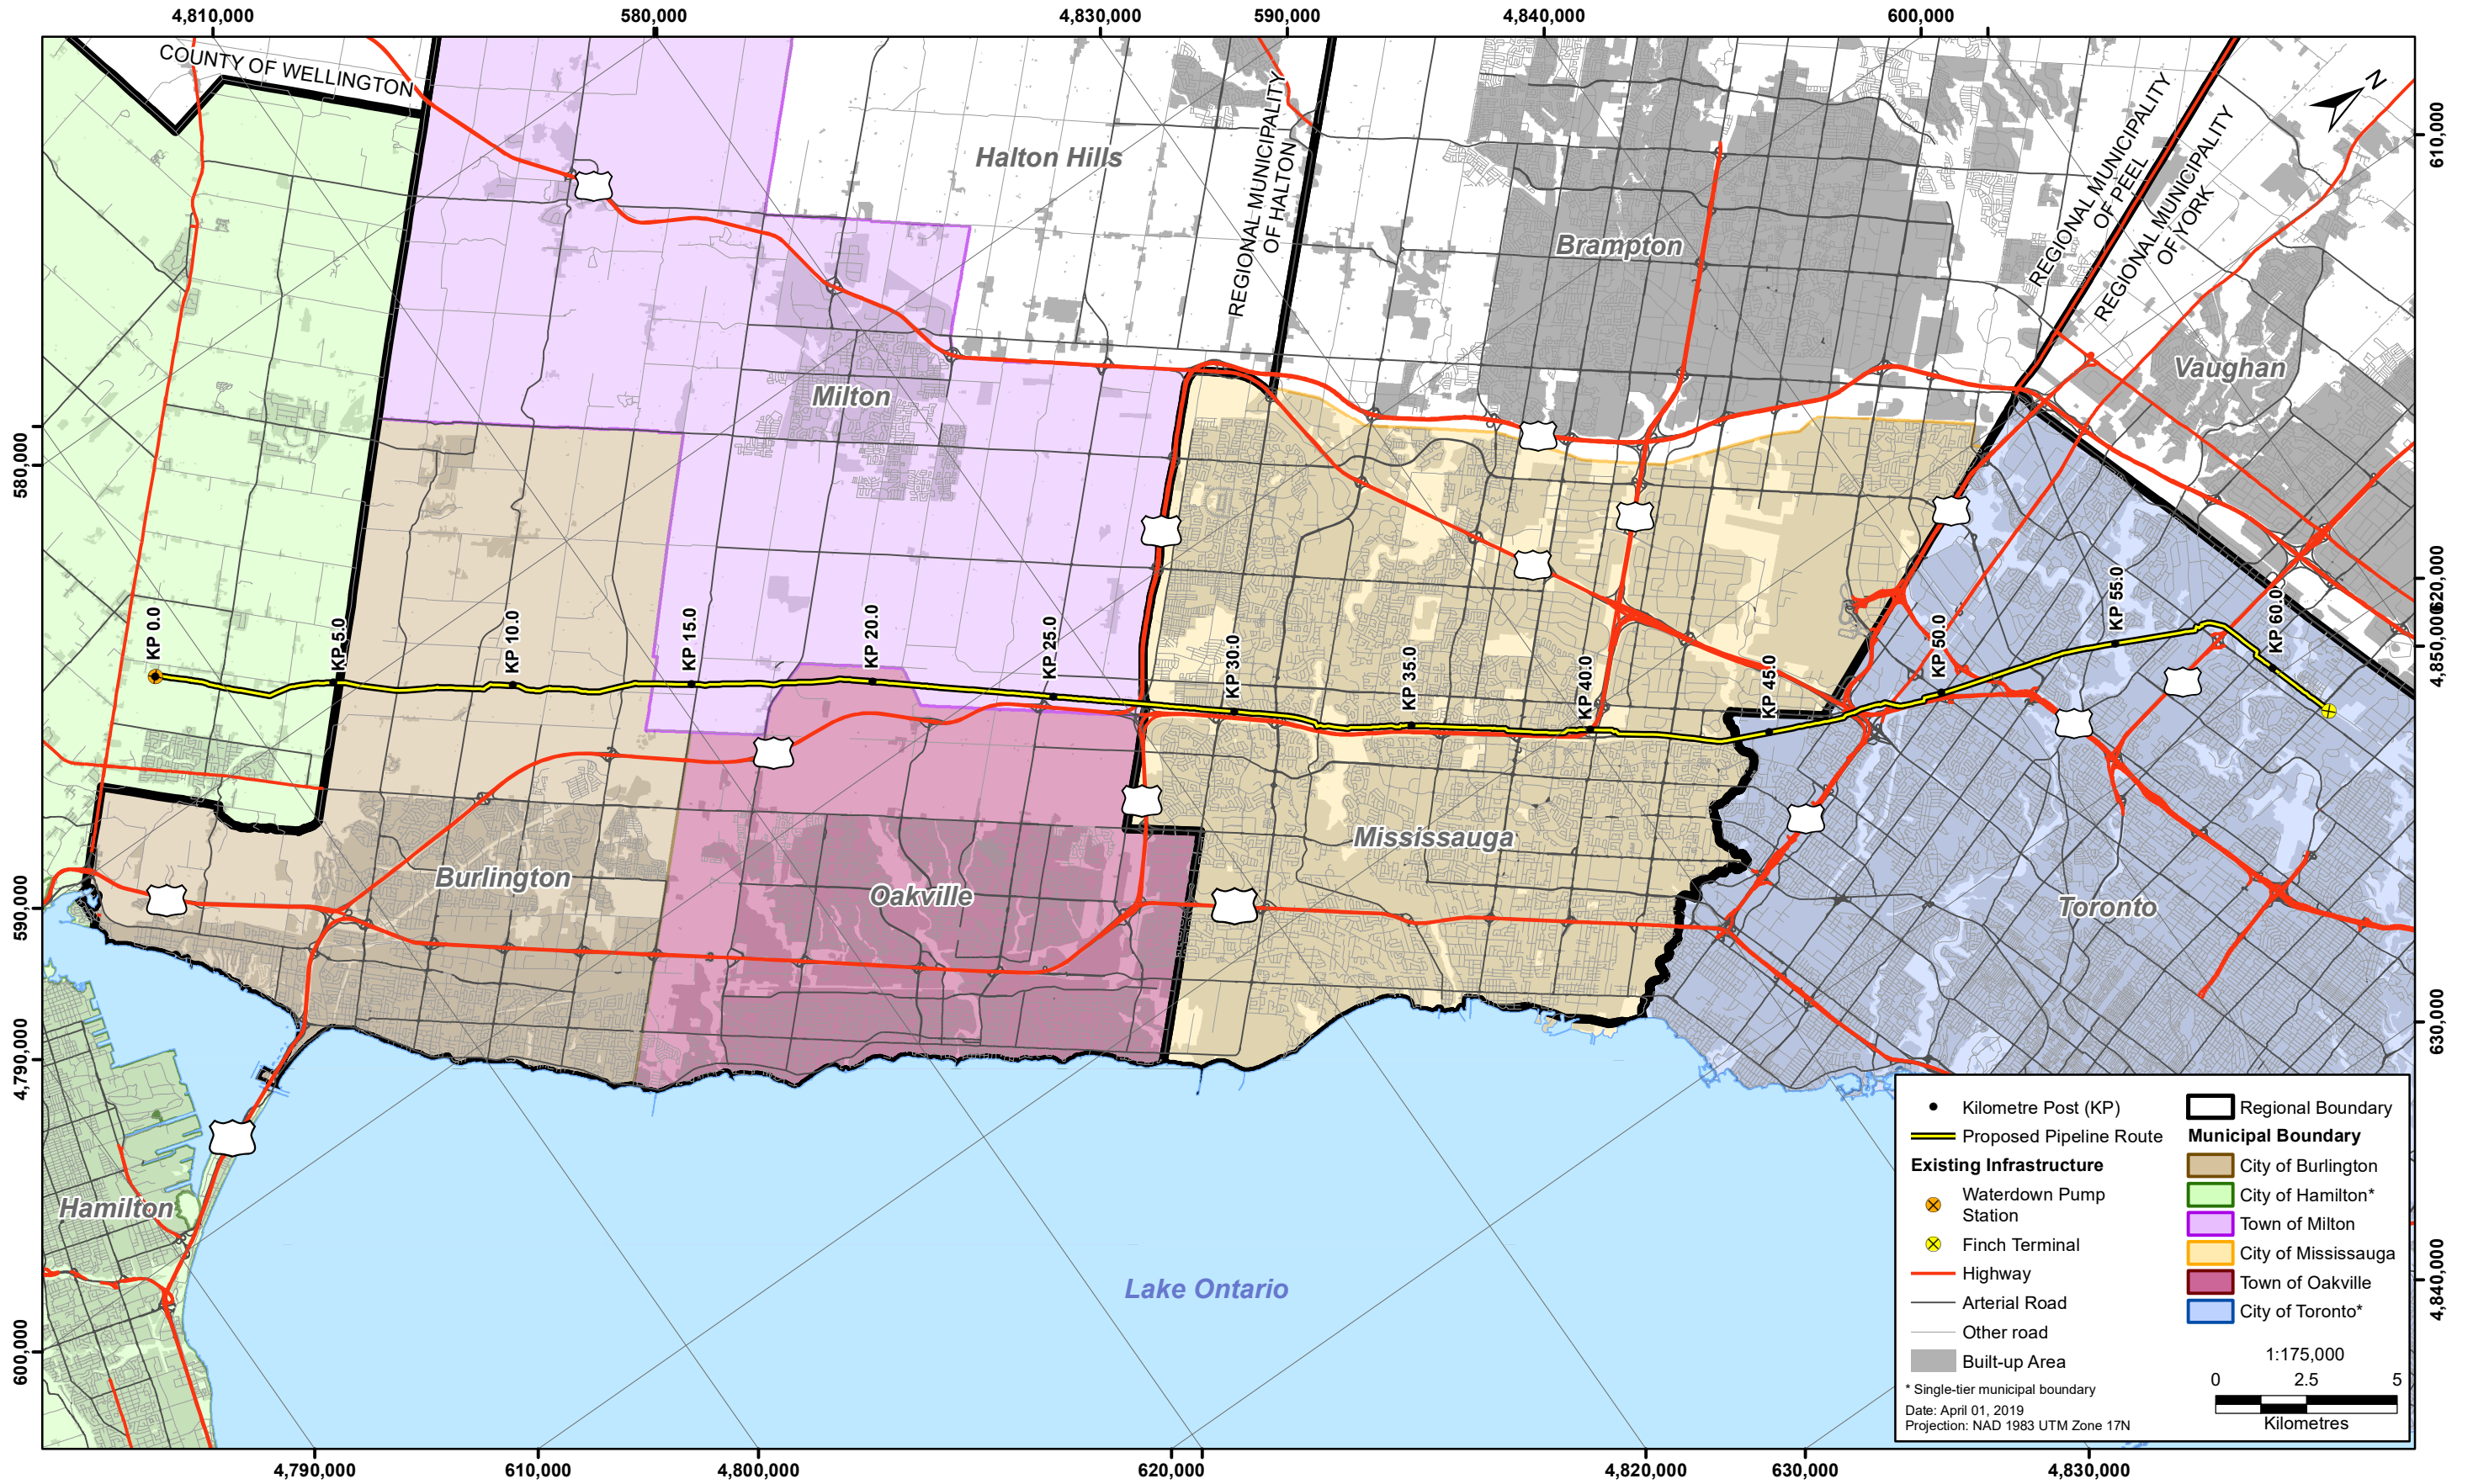 4,810,000
580,000
4,830,000
590,000
4,840,000
600,000
COUNTY OF WELLINGTON
N
610,000
REGIONAL MUNICIPALITY
OF HALTON
REGIONAL MUNICIPALITY
OF PEEL
REGIONAL MUNICIPALITY
OF YORK
Halton Hills
Brampton
Vaughan
Milton
580,000
620,000
4,850,000
KP 0.0
KP 5.0
KP 10.0
KP 15.0
KP 20.0
KP 25.0
KP 30.0
KP 35.0
KP 40.0
KP 45.0
KP 50.0
KP 55.0
KP 60.0
Mississauga
Burlington
Oakville
Toronto
590,000
4,790,000
630,000
Hamilton
Lake Ontario
600,000
4,840,000
Kilometre Post (KP)
Proposed Pipeline Route
Existing Infrastructure
Waterdown Pump
Station
Finch Terminal
Highway
Arterial Road
Other road
Built-up Area
* Single-tier municipal boundary
Date: April 01, 2019
Projection: NAD 1983 UTM Zone 17N
Regional Boundary
Municipal Boundary
City of Burlington
City of Hamilton*
Town of Milton
City of Mississauga
Town of Oakville
City of Toronto*
1:175,000
0 2.5 5
Kilometres
4,790,000
610,000
4,800,000
620,000
4,820,000
630,000
4,830,000